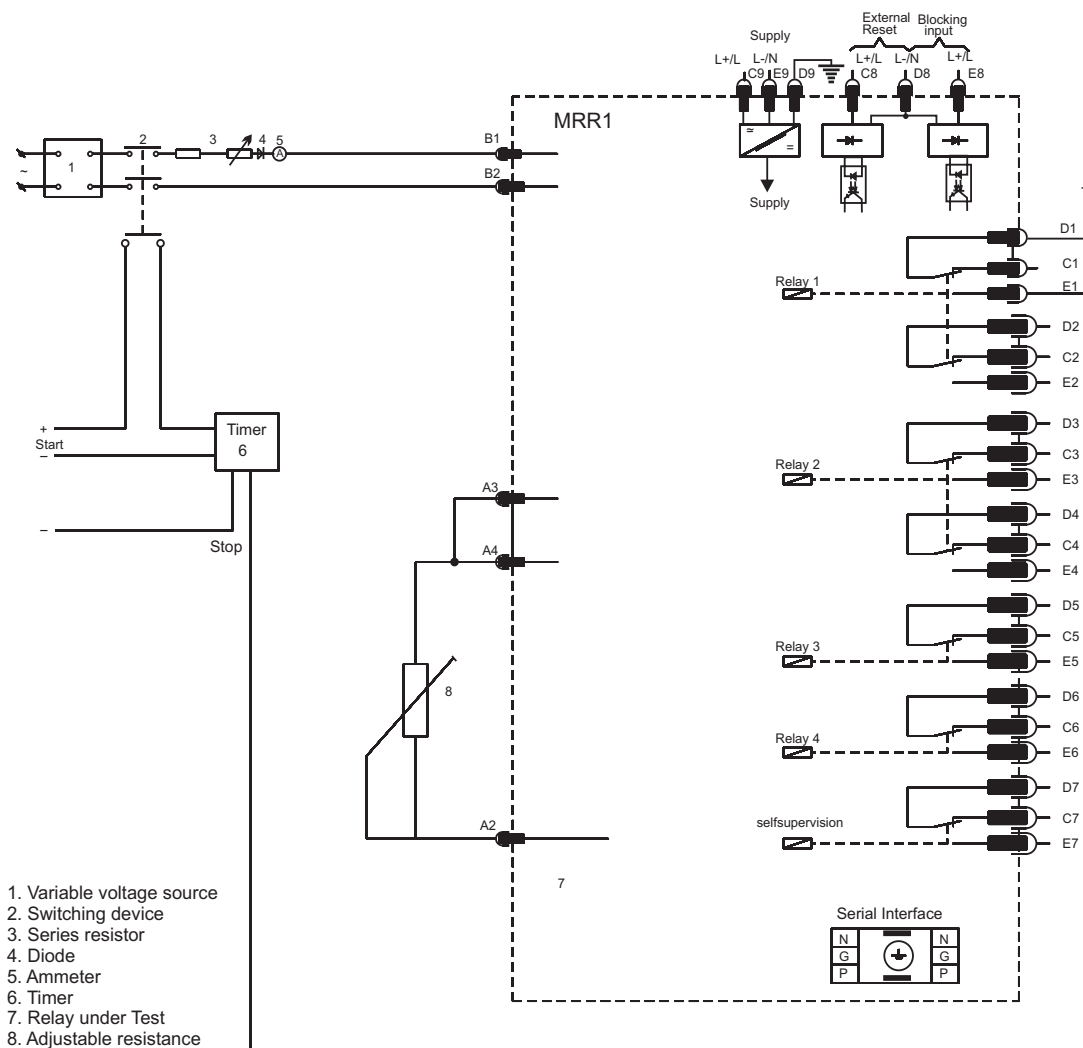 External Blocking
Reset input
Supply
L+/L L-/N L+/L L-/N L+/L
C9 E9 D9 C8 D8 E8
MRR1
2 3 4 5
B1
A
1
~
B2
≃
=
Supply
D1
C1
Relay 1
E1
D2
C2
E2
+
Start
–
Timer
6
D3
C3
Relay 2
E3
A3
D4
–
Stop
A4
C4
E4
D5
C5
Relay 3
E5
8
D6
C6
Relay 4
E6
D7
A2
selfsupervision
C7
E7
7
1. Variable voltage source
2. Switching device
3. Series resistor
4. Diode
5. Ammeter
6. Timer
7. Relay under Test
8. Adjustable resistance
Serial Interface
N N
G G
P P